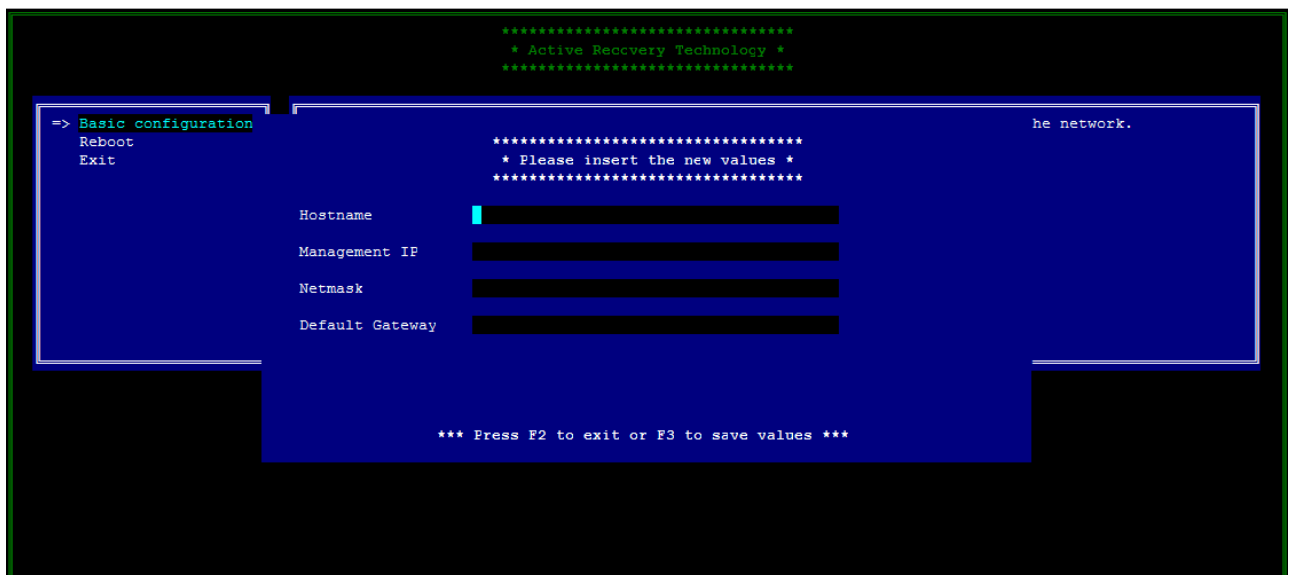 ********************************
* Active Recovery Technology *
********************************
=> Basic configuration
Reboot
Exit
he network.
**********************************
* Please insert the new values *
**********************************
Hostname
Management IP
Netmask
Default Gateway
*** Press F2 to exit or F3 to save values ***